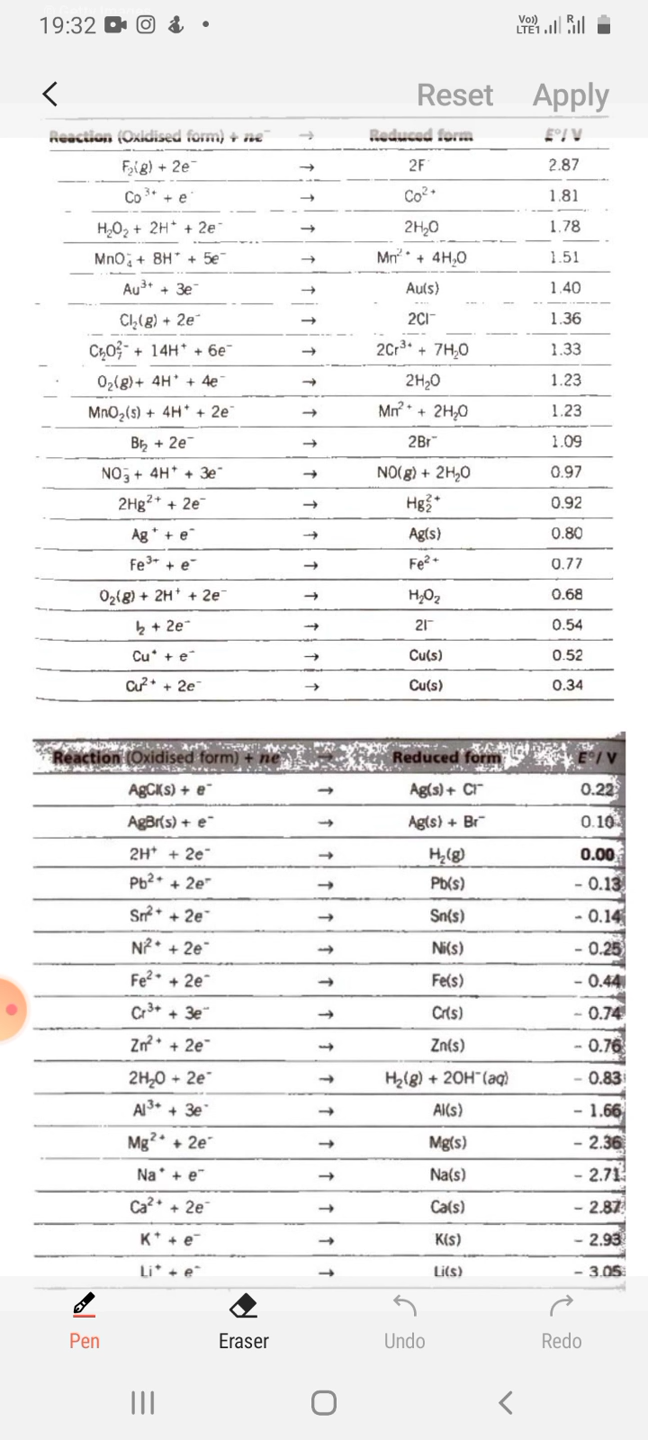 19:32
Vo)) LTE1 R
Reset Apply
Reaction (Oxidised form) + ne⁻ → Reduced form E°/ V
F₂(g) + 2e⁻ → 2F⁻ 2.87
Co³⁺ + e⁻ → Co²⁺ 1.81
H₂O₂ + 2H⁺ + 2e⁻ → 2H₂O 1.78
MnO₄⁻ + 8H⁺ + 5e⁻ → Mn²⁺ + 4H₂O 1.51
Au³⁺ + 3e⁻ → Au(s) 1.40
Cl₂(g) + 2e⁻ → 2Cl⁻ 1.36
Cr₂O₇²⁻ + 14H⁺ + 6e⁻ → 2Cr³⁺ + 7H₂O 1.33
O₂(g)+ 4H⁺ + 4e⁻ → 2H₂O 1.23
MnO₂(s) + 4H⁺ + 2e⁻ → Mn²⁺ + 2H₂O 1.23
Br₂ + 2e⁻ → 2Br⁻ 1.09
NO₃⁻ + 4H⁺ + 3e⁻ → NO(g) + 2H₂O 0.97
2Hg²⁺ + 2e⁻ → Hg₂²⁺ 0.92
Ag⁺ + e⁻ → Ag(s) 0.80
Fe³⁺ + e⁻ → Fe²⁺ 0.77
O₂(g) + 2H⁺ + 2e⁻ → H₂O₂ 0.68
I₂ + 2e⁻ → 2I⁻ 0.54
Cu⁺ + e⁻ → Cu(s) 0.52
Cu²⁺ + 2e⁻ → Cu(s) 0.34
Reaction (Oxidised form) + ne → Reduced form E°/ V
AgCl(s) + e⁻ → Ag(s) + Cl⁻ 0.22
AgBr(s) + e⁻ → Ag(s) + Br⁻ 0.10
2H⁺ + 2e⁻ → H₂(g) 0.00
Pb²⁺ + 2e⁻ → Pb(s) – 0.13
Sn²⁺ + 2e⁻ → Sn(s) – 0.14
Ni²⁺ + 2e⁻ → Ni(s) – 0.25
Fe²⁺ + 2e⁻ → Fe(s) – 0.44
Cr³⁺ + 3e⁻ → Cr(s) – 0.74
Zn²⁺ + 2e⁻ → Zn(s) – 0.76
2H₂O + 2e⁻ → H₂(g) + 2OH⁻(aq) – 0.83
Al³⁺ + 3e⁻ → Al(s) – 1.66
Mg²⁺ + 2e⁻ → Mg(s) – 2.36
Na⁺ + e⁻ → Na(s) – 2.71
Ca²⁺ + 2e⁻ → Ca(s) – 2.87
K⁺ + e⁻ → K(s) – 2.93
Li⁺ + e⁻ → Li(s) – 3.05
Pen Eraser Undo Redo